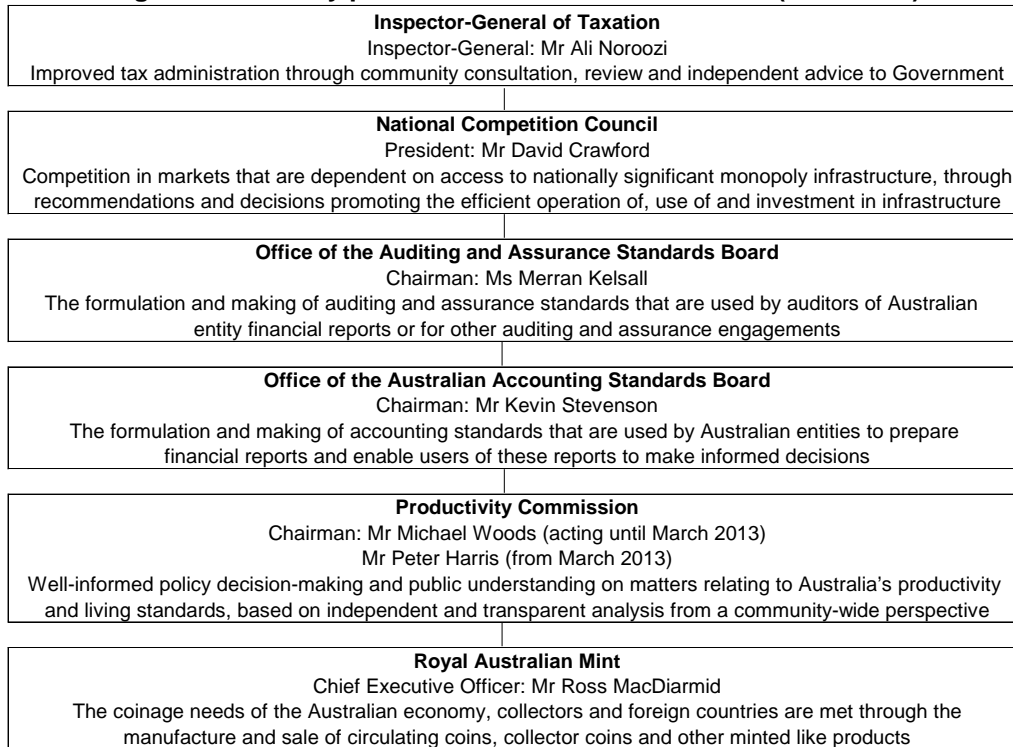 Inspector-General of Taxation
Inspector-General: Mr Ali Noroozi
Improved tax administration through community consultation, review and independent advice to Government
National Competition Council
President: Mr David Crawford
Competition in markets that are dependent on access to nationally significant monopoly infrastructure, through
recommendations and decisions promoting the efficient operation of, use of and investment in infrastructure
Office of the Auditing and Assurance Standards Board
Chairman: Ms Merran Kelsall
The formulation and making of auditing and assurance standards that are used by auditors of Australian
entity financial reports or for other auditing and assurance engagements
Office of the Australian Accounting Standards Board
Chairman: Mr Kevin Stevenson
The formulation and making of accounting standards that are used by Australian entities to prepare
financial reports and enable users of these reports to make informed decisions
Productivity Commission
Chairman: Mr Michael Woods (acting until March 2013)
Mr Peter Harris (from March 2013)
Well-informed policy decision-making and public understanding on matters relating to Australia’s productivity
and living standards, based on independent and transparent analysis from a community-wide perspective
Royal Australian Mint
Chief Executive Officer: Mr Ross MacDiarmid
The coinage needs of the Australian economy, collectors and foreign countries are met through the
manufacture and sale of circulating coins, collector coins and other minted like products